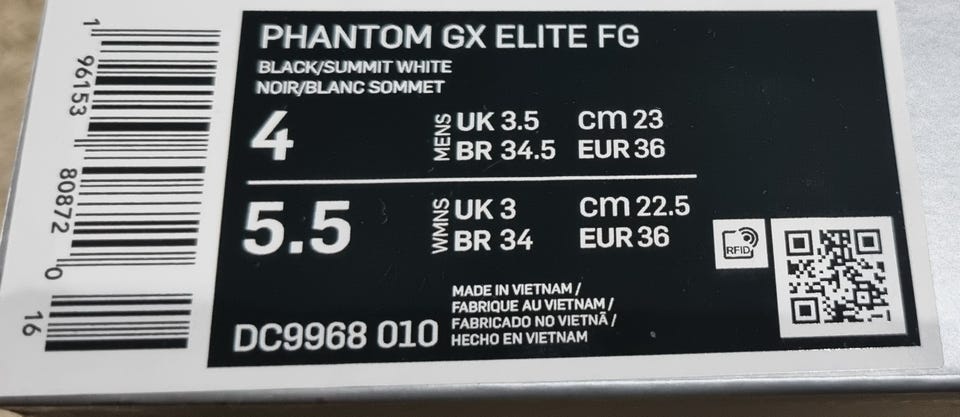 PHANTOM GX ELITE FG
BLACK/SUMMIT WHITE
NOIR/BLANC SOMMET
4
MENS
UK 3.5 cm 23
BR 34.5 EUR 36
5.5
WMNS
UK 3 cm 22.5
BR 34 EUR 36
RFID
DC9968 010
MADE IN VIETNAM /
FABRIQUE AU VIETNAM /
FABRICADO NO VIETNÃ /
HECHO EN VIETNAM
1 96153 80872 0 16